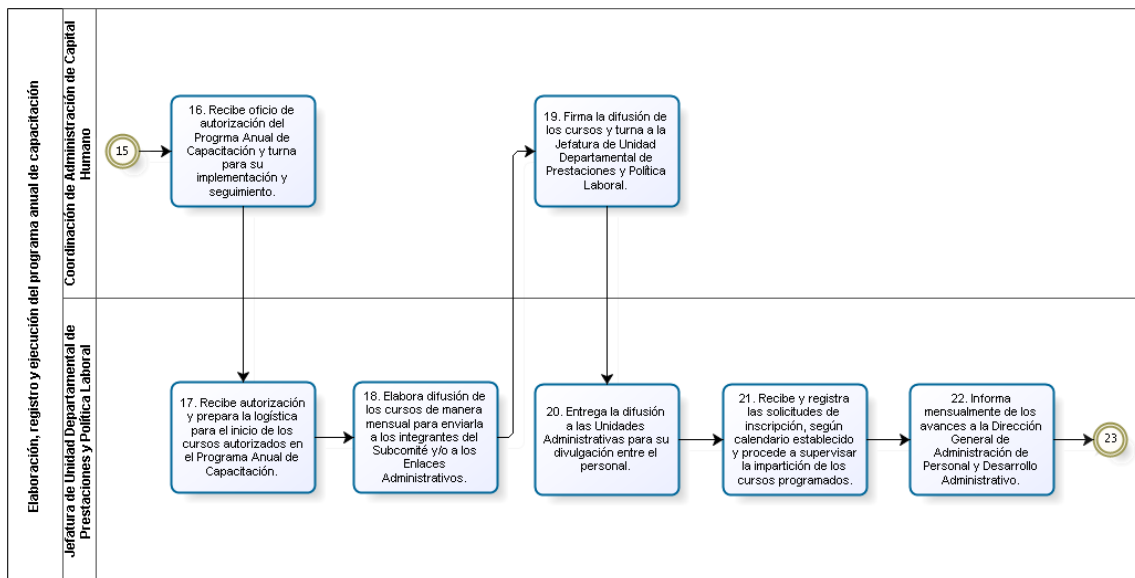 Elaboración, registro y ejecución del programa anual de capacitación
Coordinación de Administración de Capital
Humano
15
16. Recibe oficio de
autorización del
Progrma Anual de
Capacitación y turna
para su
implementación y
seguimiento.
19. Firma la difusión de
los cursos y turna a la
Jefatura de Unidad
Departamental de
Prestaciones y Política
Laboral.
Jefatura de Unidad Departamental de
Prestaciones y Política Laboral
17. Recibe autorización
y prepara la logística
para el inicio de los
cursos autorizados en
el Programa Anual de
Capacitación.
18. Elabora difusión de
los cursos de manera
mensual para enviarla
a los integrantes del
Subcomité y/o a los
Enlaces
Administrativos.
20. Entrega la difusión
a las Unidades
Administrativas para su
divulgación entre el
personal.
21. Recibe y registra
las solicitudes de
inscripción, según
calendario establecido
y procede a supervisar
la impartición de los
cursos programados.
22. Informa
mensualmente de los
avances a la Dirección
General de
Administración de
Personal y Desarrollo
Administrativo.
23